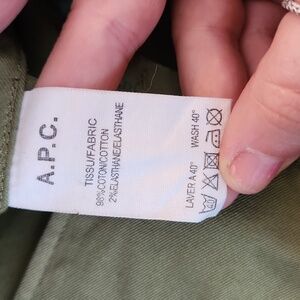 A.P.C.
TISSU/FABRIC
98%COTON/COTTON
2%ELASTHANE/ELASTHANE
LAVER A 40°
WASH 40°